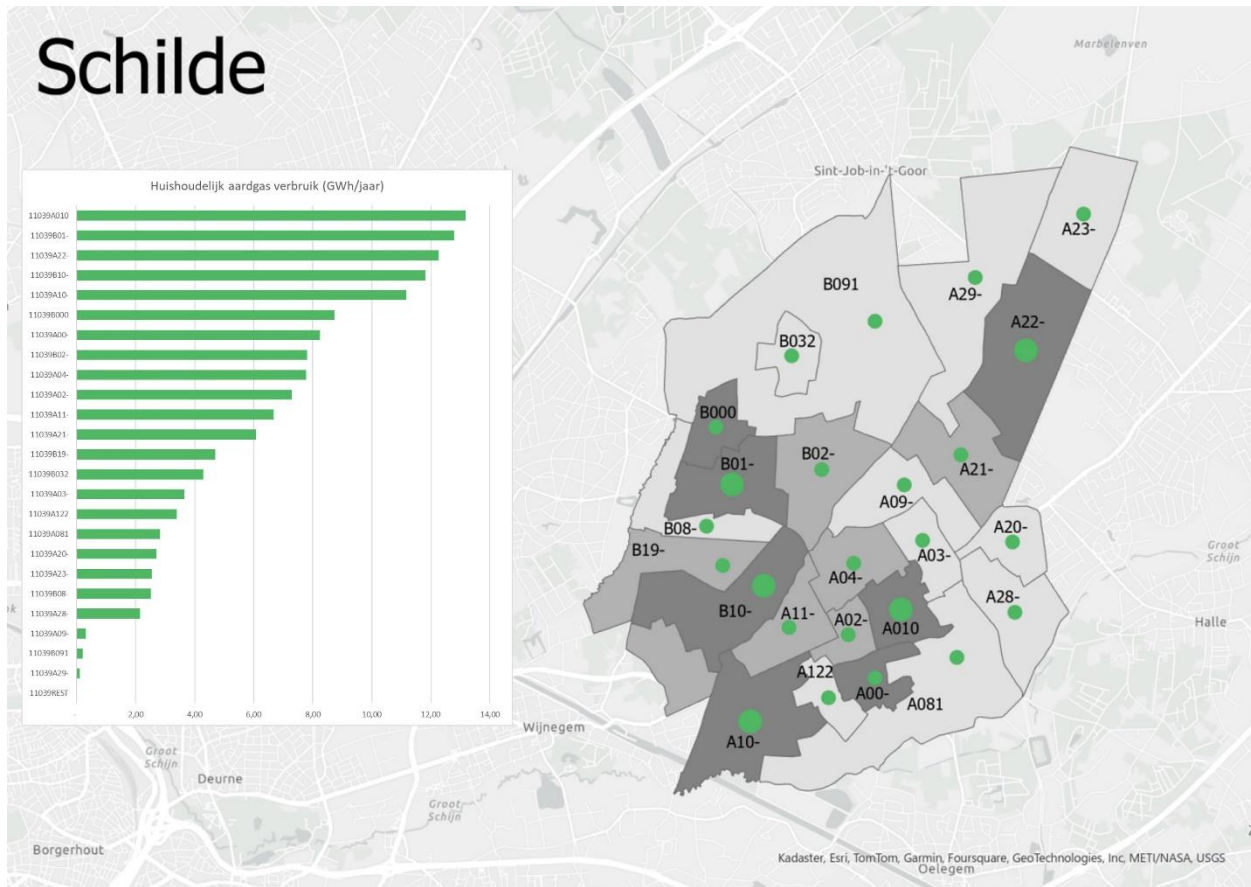 Schilde
Marbelenven
Sint-Job-in-'t-Goor
Huishoudelijk aardgas verbruik (GWh/jaar)
11039A010
11039B01-
11039A22-
11039B10-
11039A10-
11039B000
11039A00-
11039B02-
11039A04-
11039A02-
11039A11-
11039A21-
11039B19-
11039B032
11039A03-
11039A122
11039A081
11039A20-
11039A23-
11039B08-
11039A28-
11039A09-
11039B091
11039A29-
11039REST
-
2,00
4,00
6,00
8,00
10,00
12,00
14,00
A23-
B091
A29-
A22-
B032
B000
B01-
B02-
A21-
A09-
B08-
A20-
A03-
B19-
A04-
A28-
B10-
A11-
A02-
A010
A122
A00-
A081
A10-
Groot
Schijn
Halle
Wijnegem
Groot
Schijn
Deurne
Groot
Schijn
Borgerhout
Kadaster, Esri, TomTom, Garmin, Foursquare, GeoTechnologies, Inc, METI/NASA, USGS
Oelegem